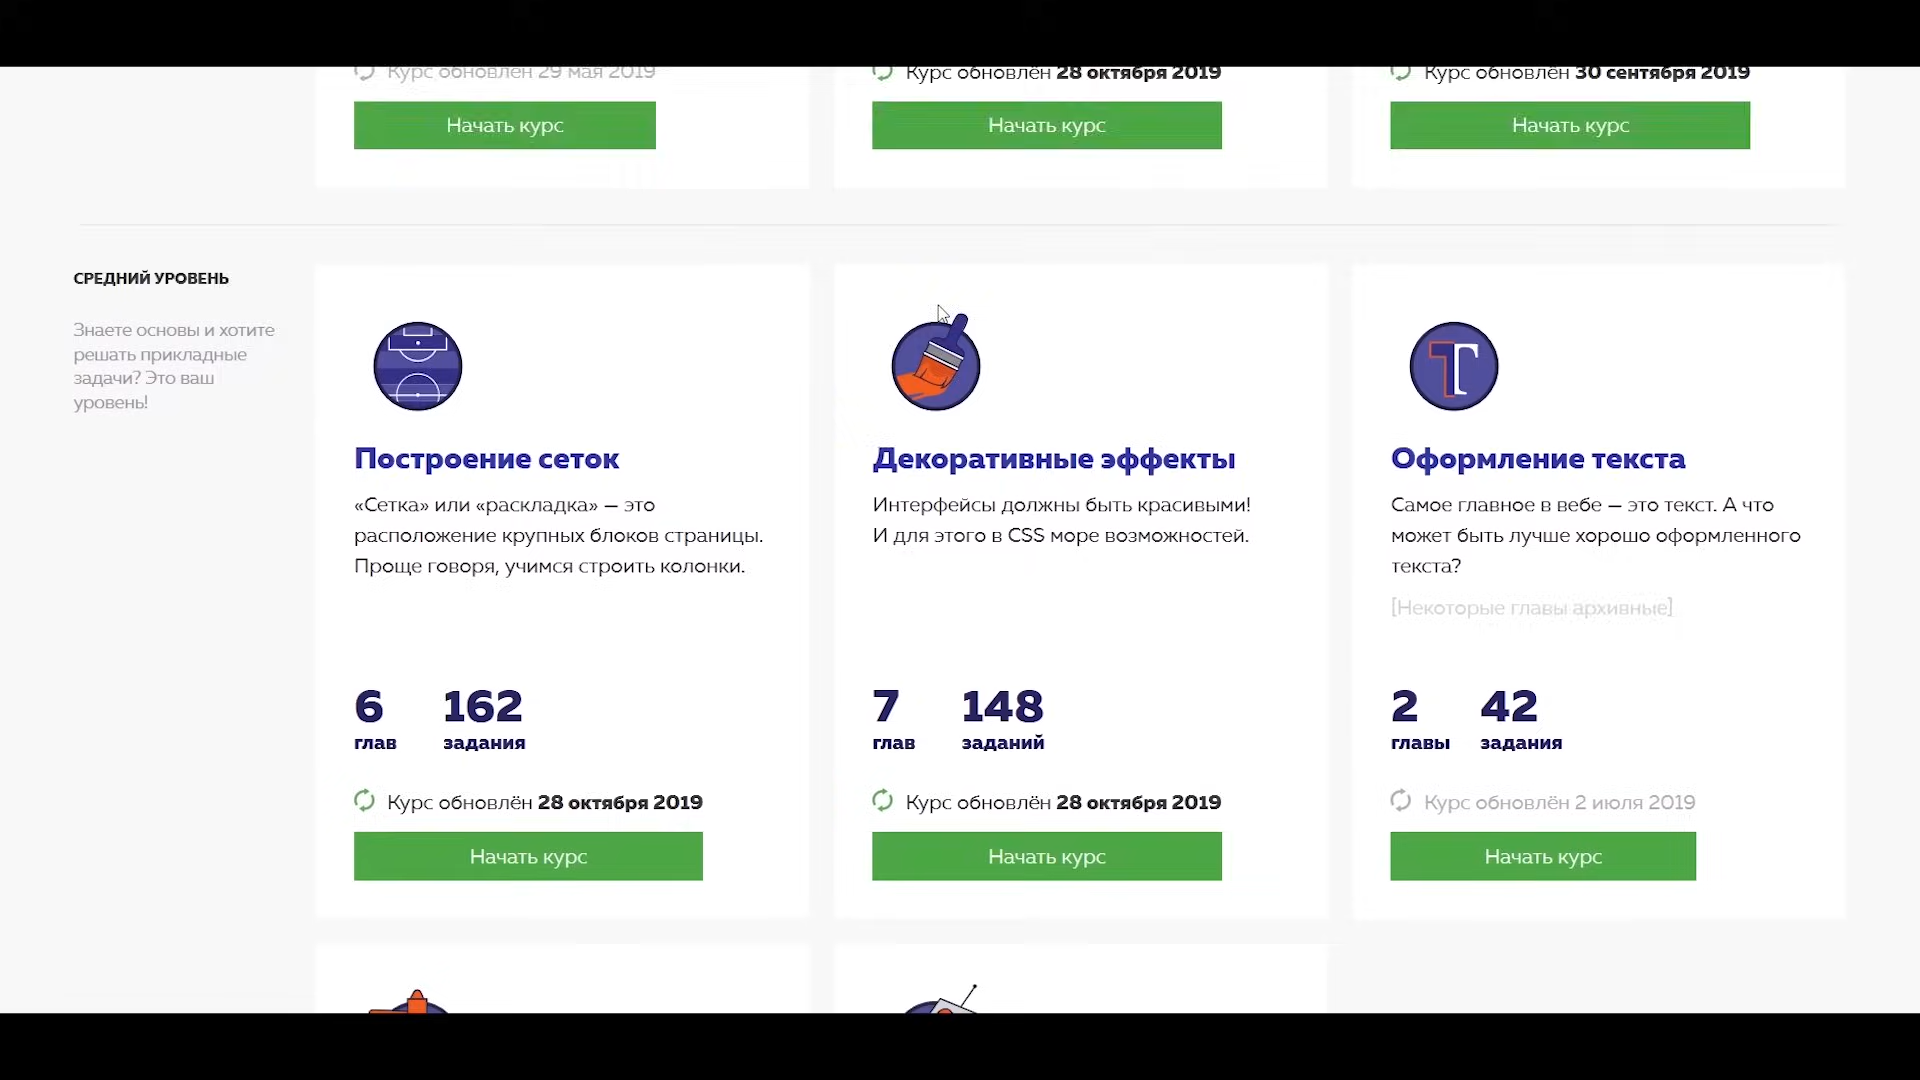 Курс обновлён 29 мая 2019
Курс обновлён 28 октября 2019
Курс обновлён 30 сентября 2019
Начать курс
Начать курс
Начать курс
СРЕДНИЙ УРОВЕНЬ
Знаете основы и хотите
решать прикладные
задачи? Это ваш
уровень!
Построение сеток
«Сетка» или «раскладка» — это
расположение крупных блоков страницы.
Проще говоря, учимся строить колонки.
6 162
глав задания
Курс обновлён 28 октября 2019
Начать курс
Декоративные эффекты
Интерфейсы должны быть красивыми!
И для этого в CSS море возможностей.
7 148
глав заданий
Курс обновлён 28 октября 2019
Начать курс
T
Оформление текста
Самое главное в вебе — это текст. А что
может быть лучше хорошо оформленного
текста?
[Некоторые главы архивные]
2 42
главы задания
Курс обновлён 2 июля 2019
Начать курс